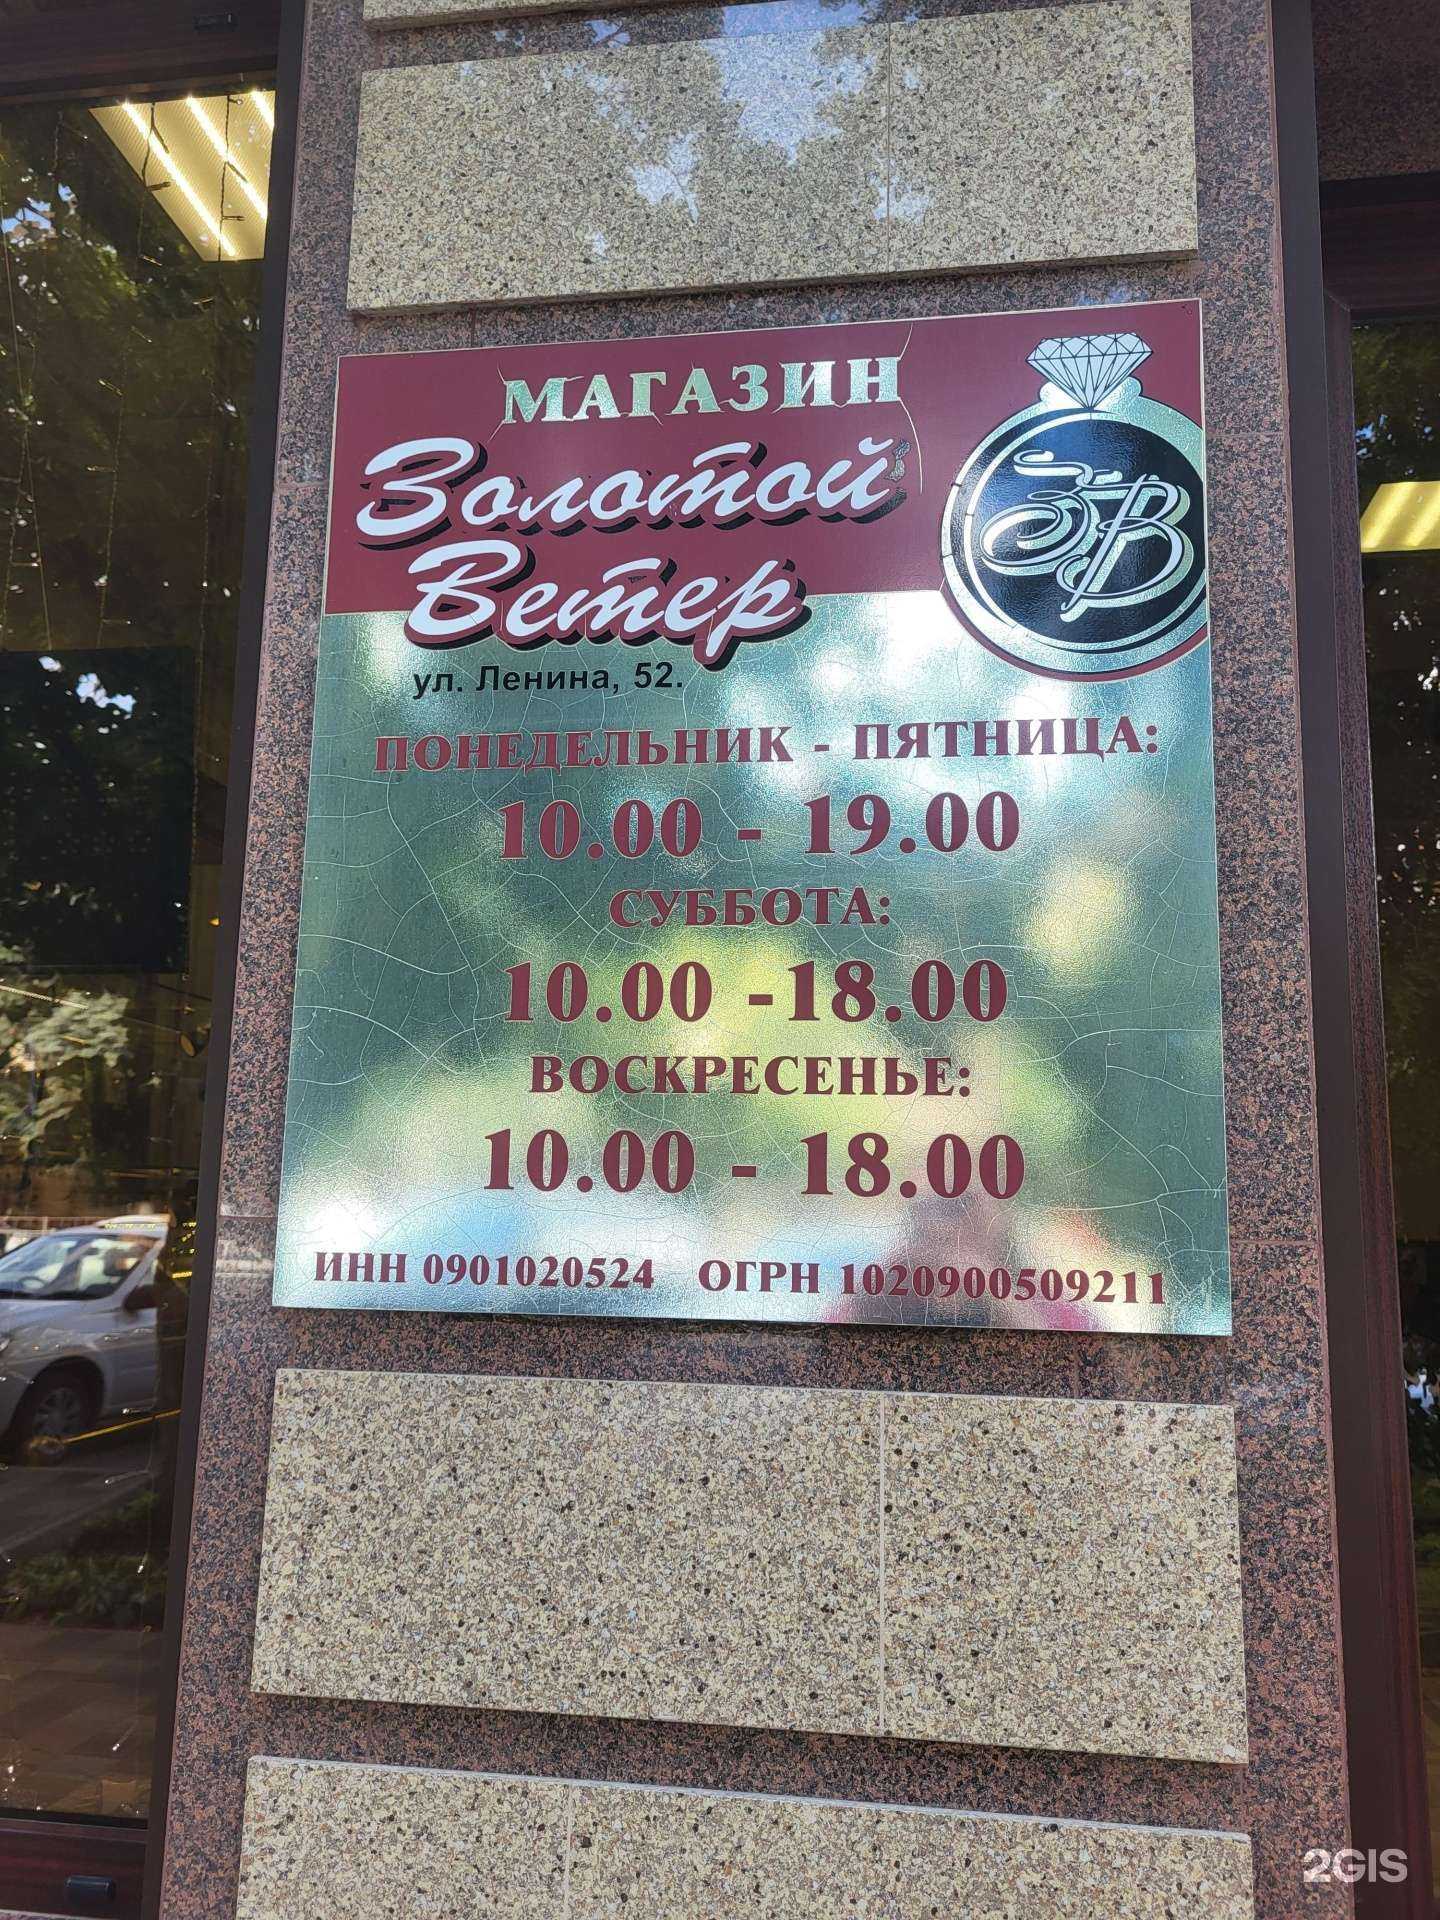 МАГАЗИН
Золотой
Ветер
ЗВ
ул. Ленина, 52.
ПОНЕДЕЛЬНИК - ПЯТНИЦА:
10.00 - 19.00
СУББОТА:
10.00 -18.00
ВОСКРЕСЕНЬЕ:
10.00 - 18.00
ИНН 0901020524 ОГРН 1020900509211
2GIS